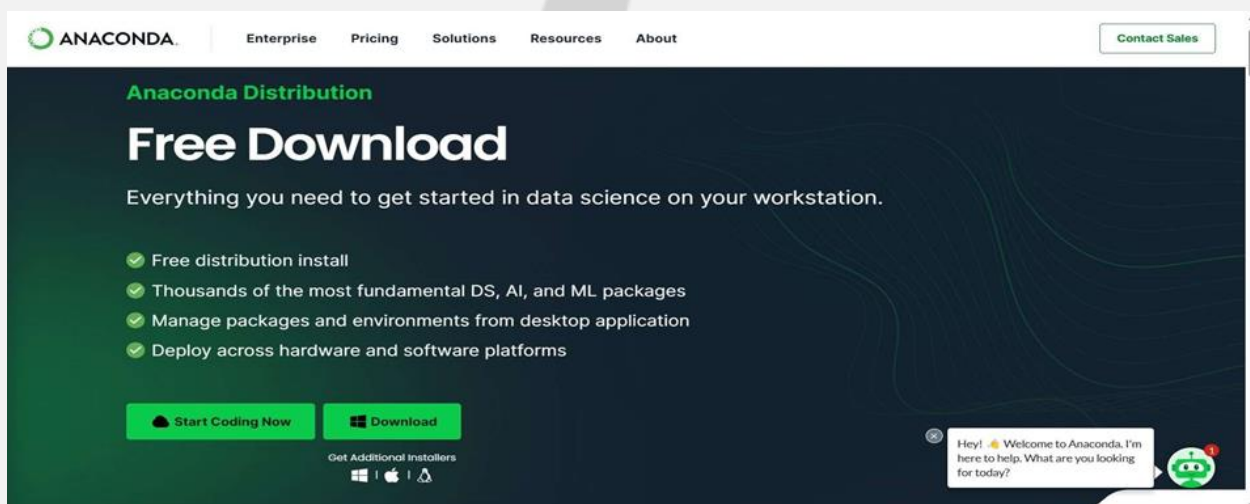 ANACONDA.
Enterprise Pricing Solutions Resources About
Contact Sales
Anaconda Distribution
Free Download
Everything you need to get started in data science on your workstation.
Free distribution install
Thousands of the most fundamental DS, AI, and ML packages
Manage packages and environments from desktop application
Deploy across hardware and software platforms
Start Coding Now
Download
Get Additional Installers
Hey! 👋 Welcome to Anaconda. I'm
here to help. What are you looking
for today?
1